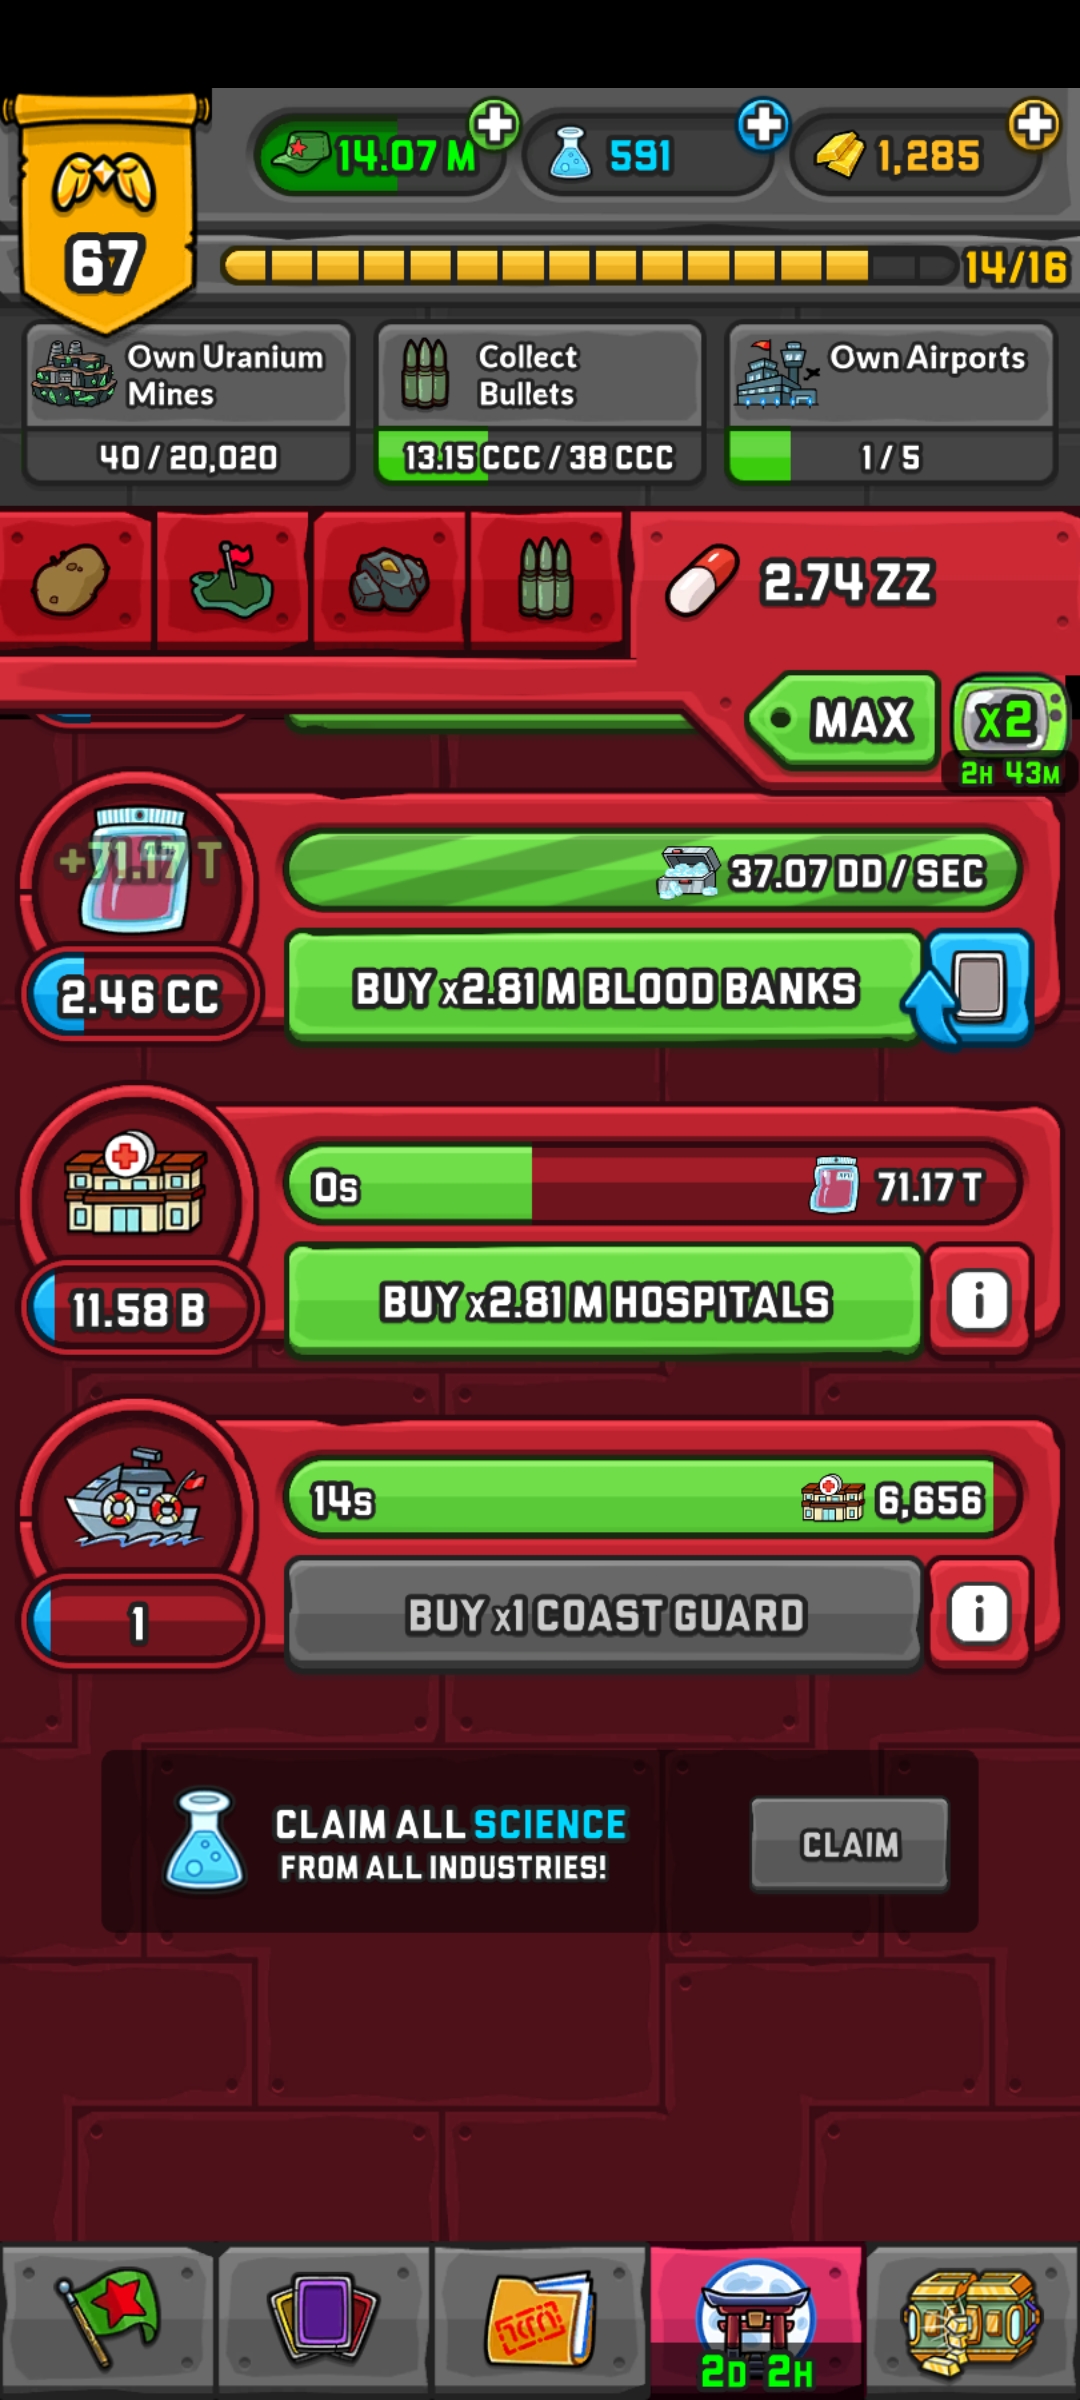 14.07 M
591
1,285
67
14/16
Own Uranium
Mines
40 / 20,020
Collect
Bullets
13.15 CCC / 38 CCC
Own Airports
1 / 5
2.74 ZZ
MAX
x2
2H 43M
+71.17 T
37.07 DD / SEC
2.46 CC
BUY x2.81 M BLOOD BANKS
0s
71.17 T
11.58 B
BUY x2.81 M HOSPITALS
i
14s
6,656
1
BUY x1 COAST GUARD
i
CLAIM ALL SCIENCE
FROM ALL INDUSTRIES!
CLAIM
2D 2H